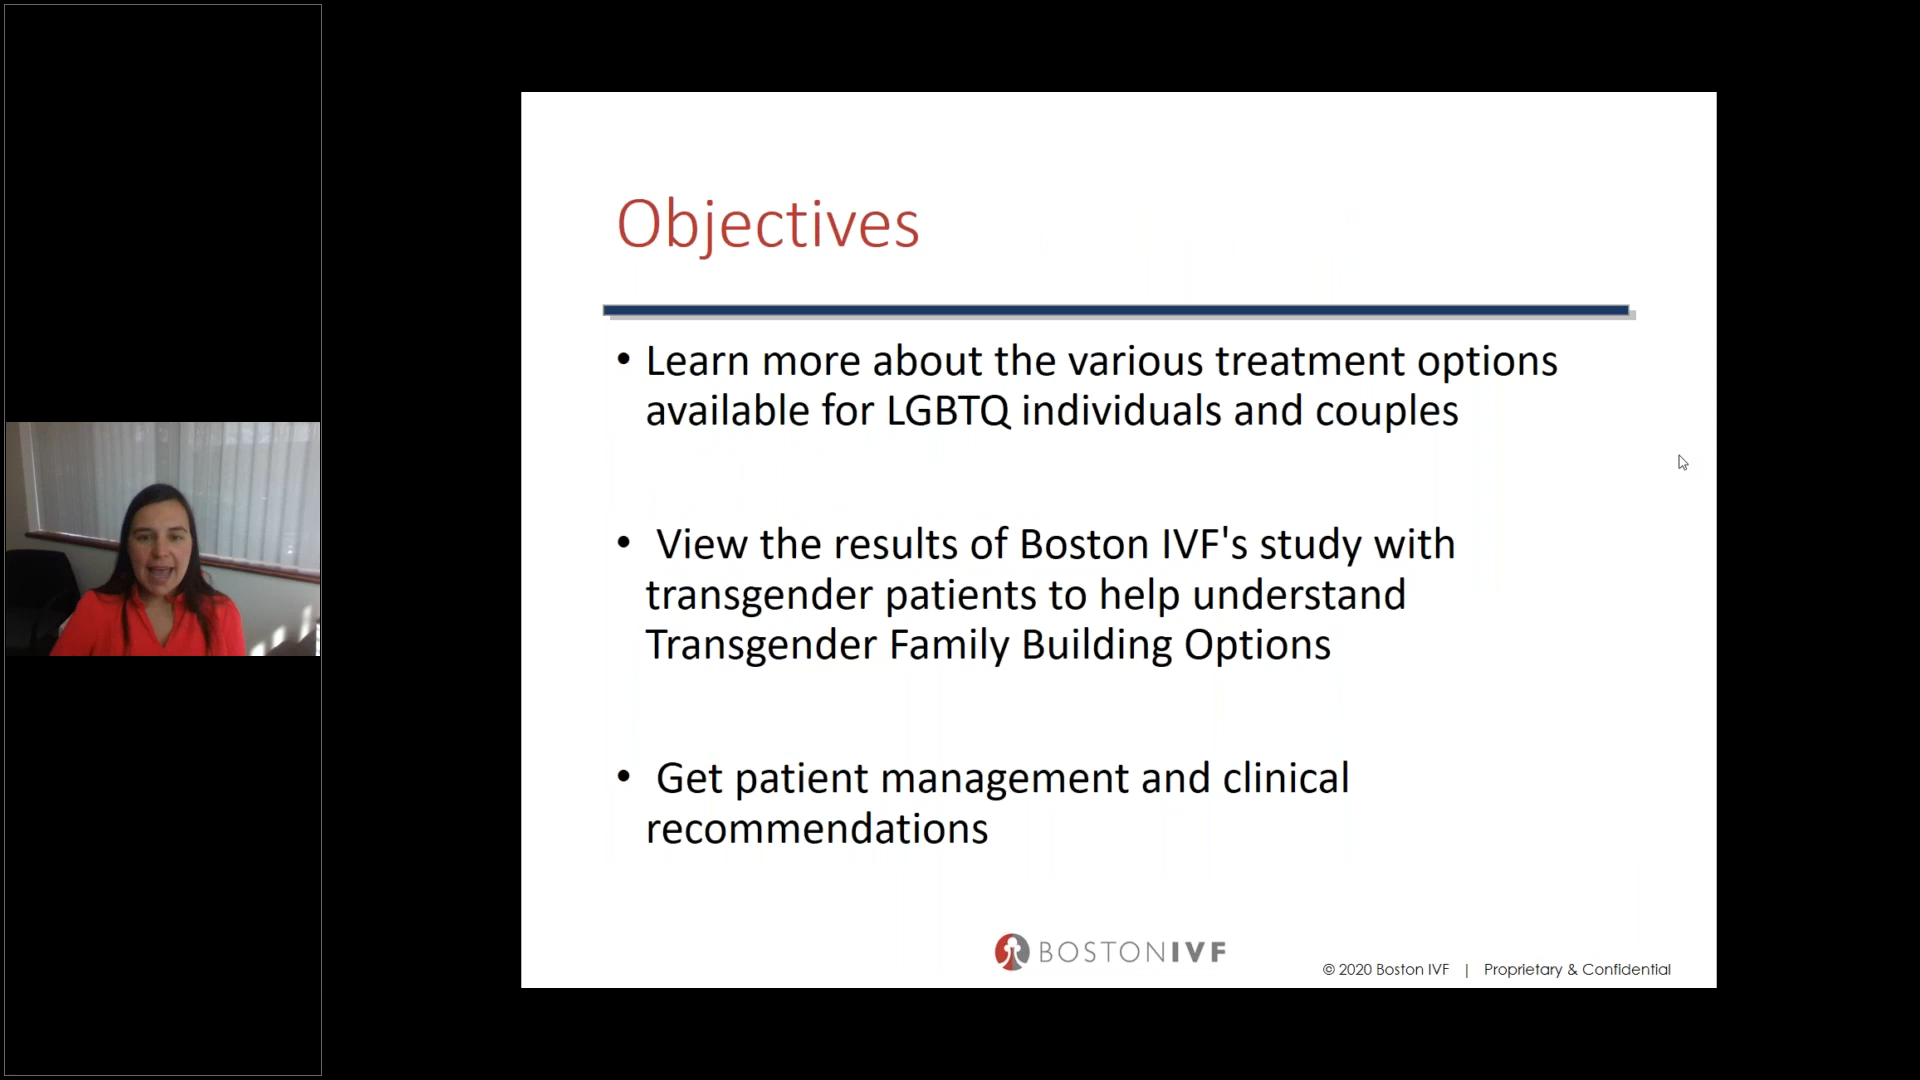 Objectives
• Learn more about the various treatment options
available for LGBTQ individuals and couples
• View the results of Boston IVF's study with
transgender patients to help understand
Transgender Family Building Options
• Get patient management and clinical
recommendations
BOSTONIVF
© 2020 Boston IVF | Proprietary & Confidential